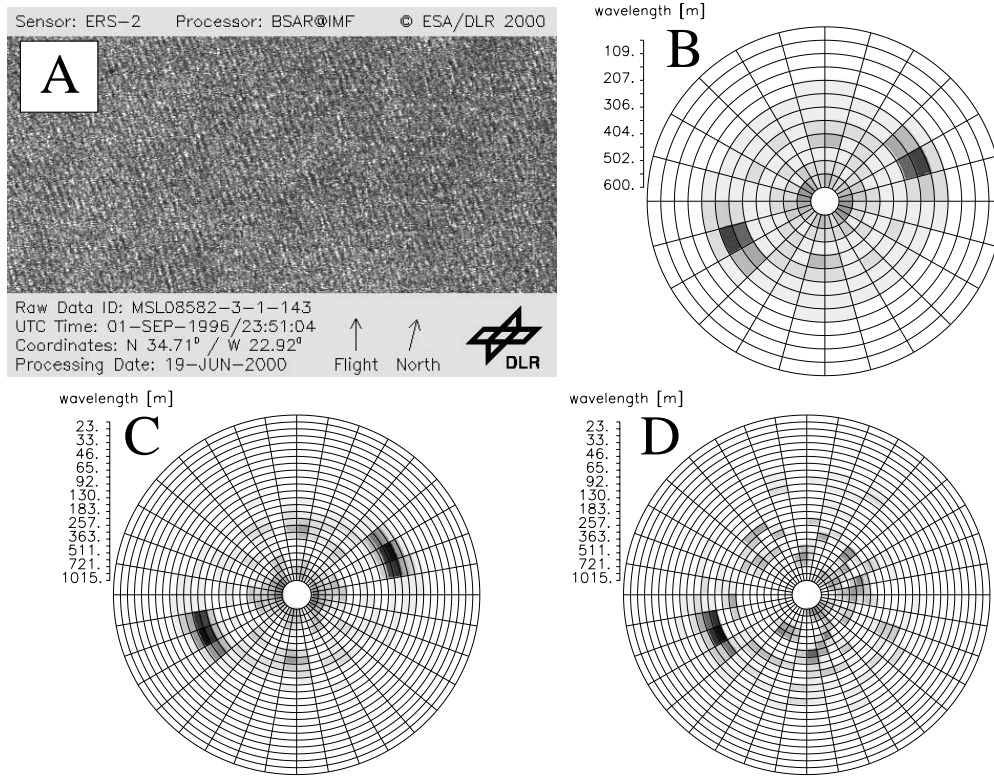 Sensor: ERS-2 Processor: BSAR@IMF © ESA/DLR 2000
A
Raw Data ID: MSL08582-3-1-143
UTC Time: 01-SEP-1996/23:51:04
Coordinates: N 34.71° / W 22.92°
Processing Date: 19-JUN-2000
Flight North
DLR
wavelength [m]
B
109.
207.
306.
404.
502.
600.
wavelength [m]
C
23.
33.
46.
65.
92.
130.
183.
257.
363.
511.
721.
1015.
wavelength [m]
D
23.
33.
46.
65.
92.
130.
183.
257.
363.
511.
721.
1015.